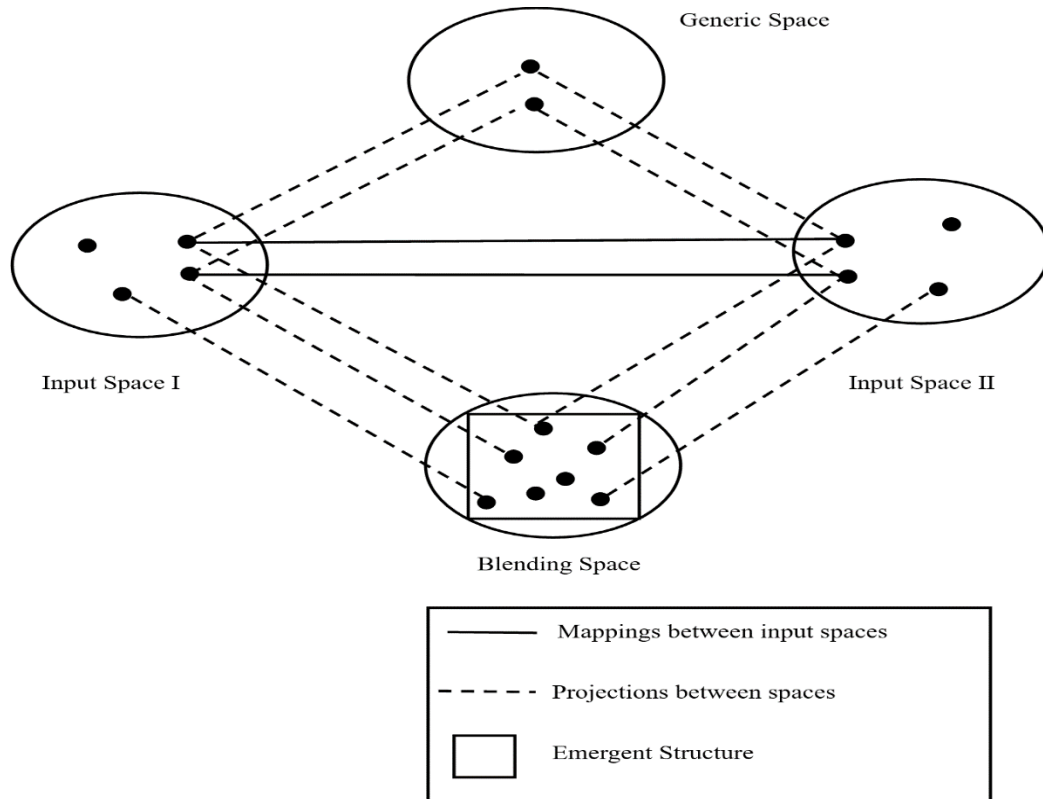 Generic Space
Input Space I
Input Space II
Blending Space
Mappings between input spaces
Projections between spaces
Emergent Structure